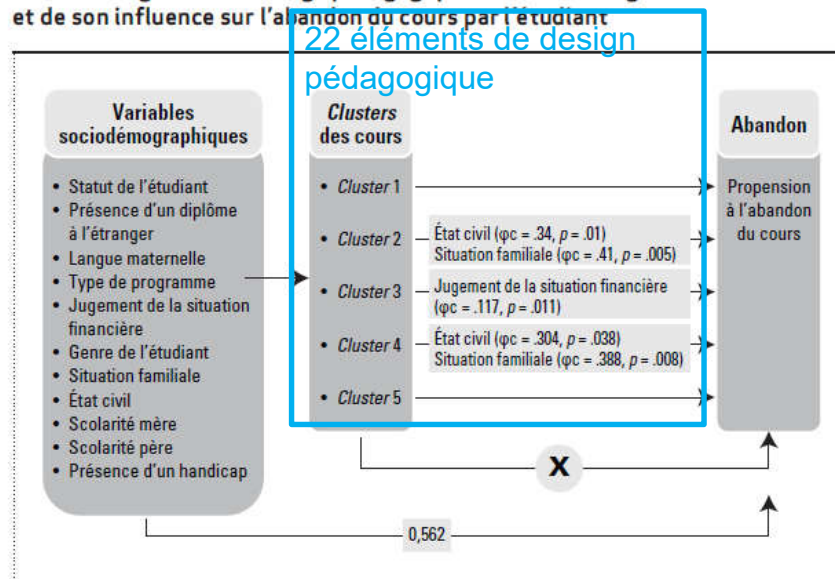 et de son influence sur l'abandon du cours par l'étudiant
22 éléments de design
pédagogique
Variables
sociodémographiques
• Statut de l'étudiant
• Présence d'un diplôme
à l'étranger
• Langue maternelle
• Type de programme
• Jugement de la situation
financière
• Genre de l'étudiant
• Situation familiale
• État civil
• Scolarité mère
• Scolarité père
• Présence d'un handicap
Clusters
des cours
• Cluster 1
• Cluster 2
• Cluster 3
• Cluster 4
• Cluster 5
État civil (φc = .34, p = .01)
Situation familiale (φc = .41, p = .005)
Jugement de la situation financière
(φc = .117, p = .011)
État civil (φc = .304, p = .038)
Situation familiale (φc = .388, p = .008)
Abandon
Propension
à l'abandon
du cours
X
0,562